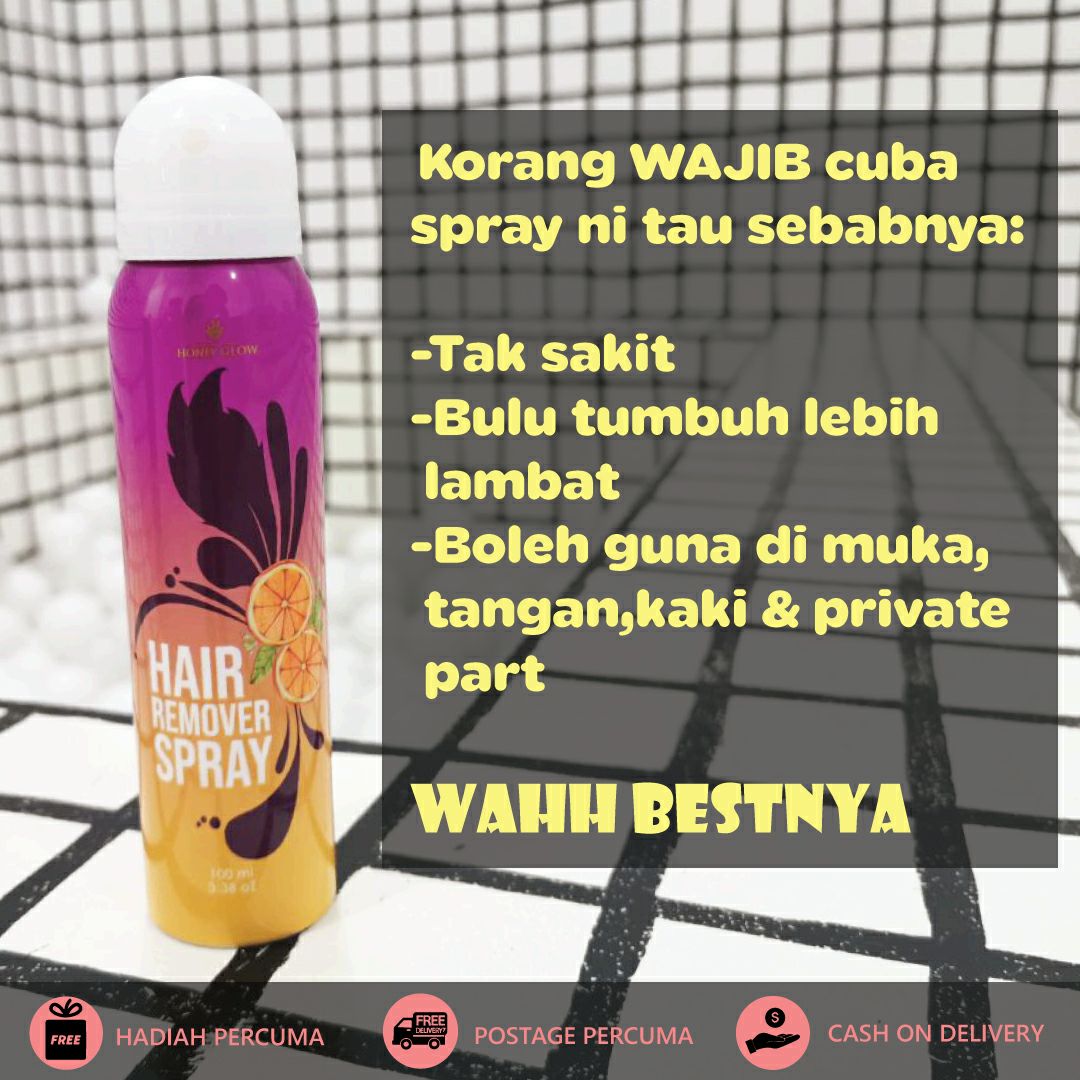 Korang WAJIB cuba
spray ni tau sebabnya:
-Tak sakit
-Bulu tumbuh lebih
lambat
-Boleh guna di muka,
tangan,kaki & private
part
WAHH BESTNYA
HONEY GLOW
HAIR
REMOVER
SPRAY
100 ml
3.38 oz
FREE
HADIAH PERCUMA
FREE
DELIVERY?
POSTAGE PERCUMA
$
CASH ON DELIVERY